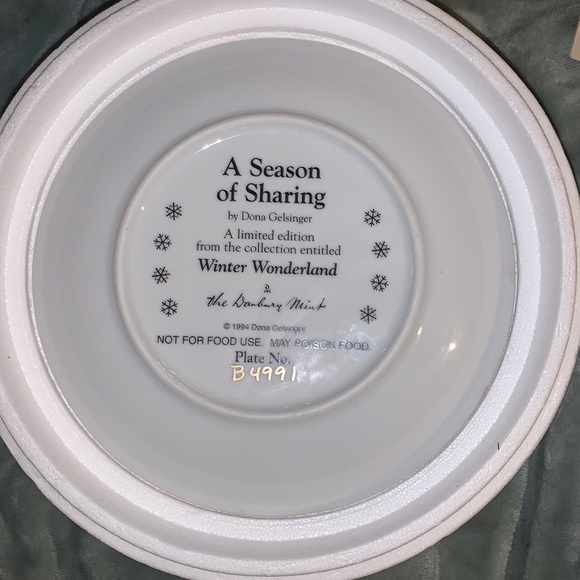 A Season
of Sharing
by Dona Gelsinger
A limited edition
from the collection entitled
Winter Wonderland
the Danbury Mint
© 1994 Dona Gelsinger
NOT FOR FOOD USE. MAY POISON FOOD.
Plate No.
B4991